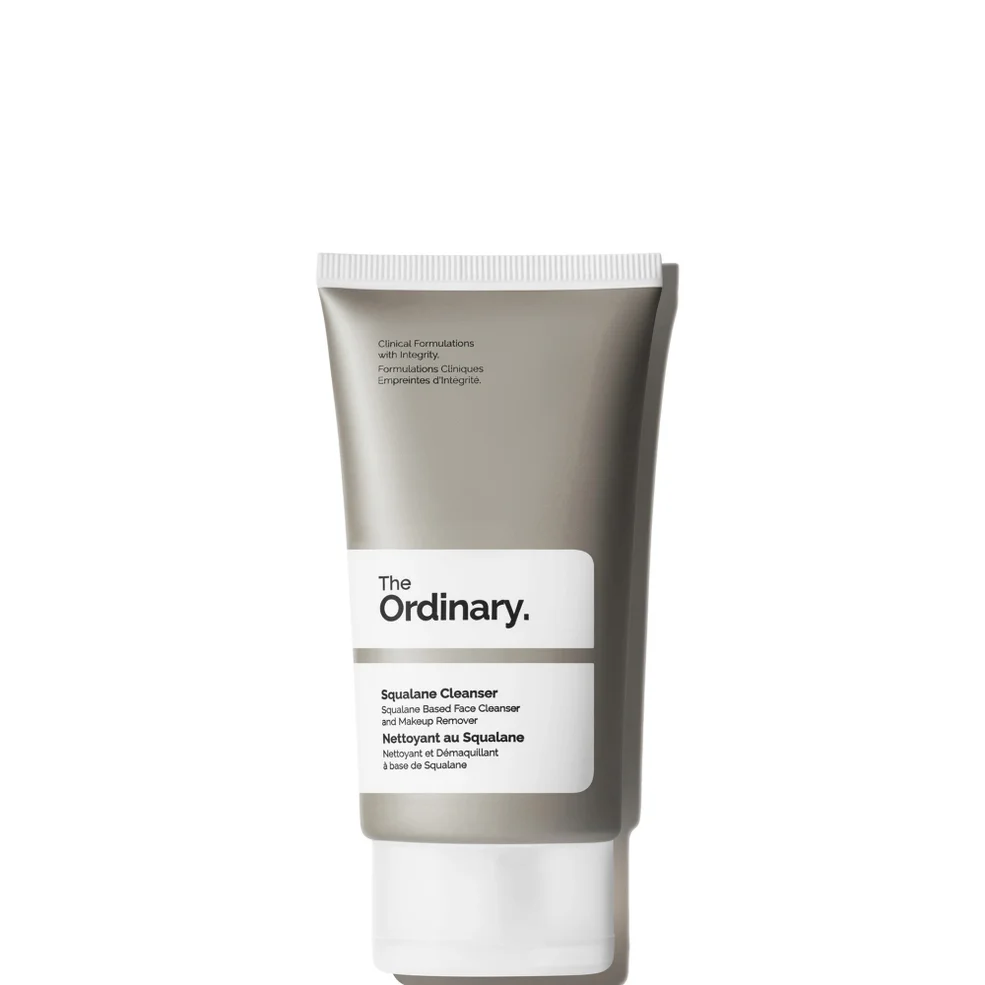 Clinical Formulations
with Integrity.
Formulations Cliniques
Empreintes d'Intégrité.
The
Ordinary.
Squalane Cleanser
Squalane Based Face Cleanser
and Makeup Remover
Nettoyant au Squalane
Nettoyant et Démaquillant
à base de Squalane